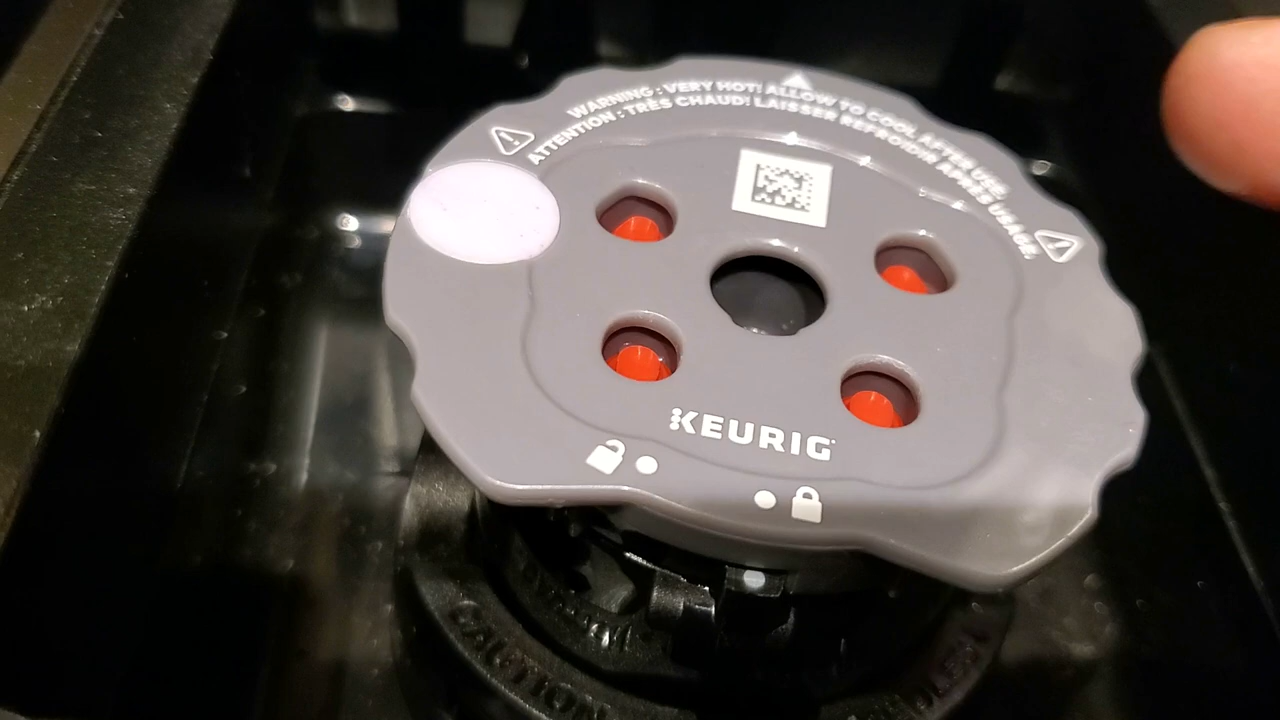 WARNING : VERY HOT! ALLOW TO COOL AFTER USE.
ATTENTION : TRÈS CHAUD! LAISSER REFROIDIR APRÈS USAGE.
KEURIG
CAUTION